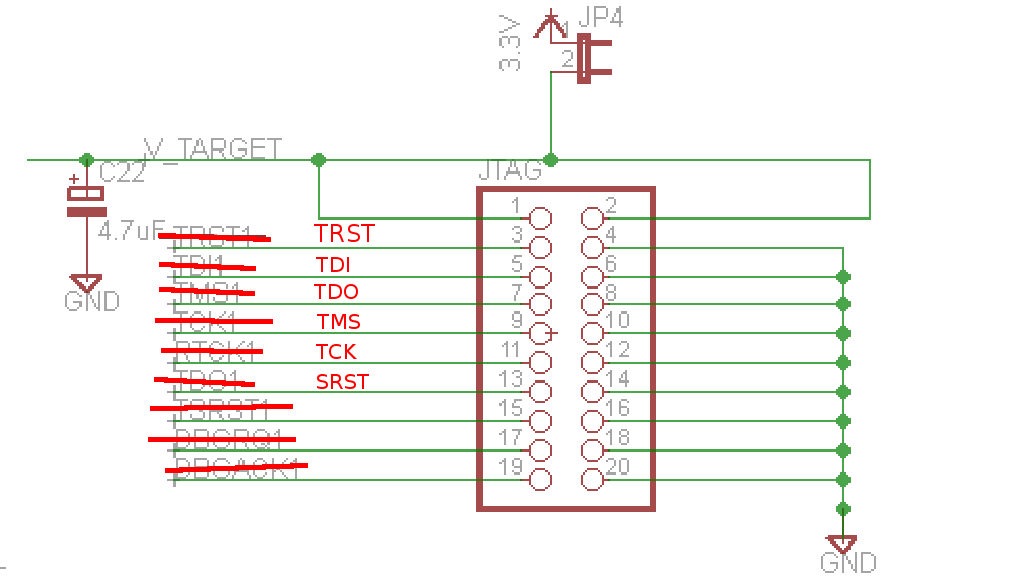 JP4
3.3V
1
2
V_TARGET
C22
+
4.7uF
GND
JTAG
1 2
TRST1 TRST 3 4
TDI1 TDI 5 6
TMS1 TDO 7 8
TCK1 TMS 9 10
RTCK1 TCK 11 12
TDO1 SRST 13 14
TSRST1 15 16
DBGRQ1 17 18
DBGACK1 19 20
GND